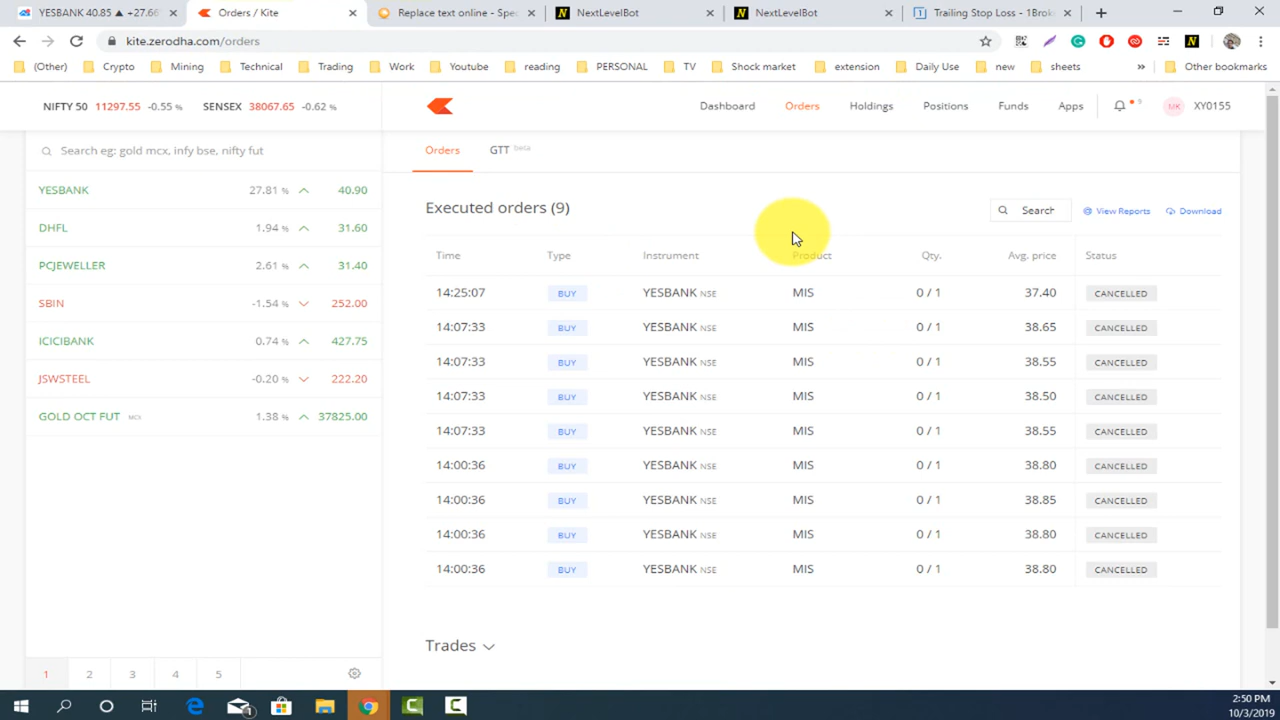 YESBANK 40.85 ▲ +27.66
Orders / Kite
Replace text online - Spe
NextLevelBot
NextLevelBot
Trailing Stop Loss - 1Brok
kite.zerodha.com/orders
(Other)
Crypto
Mining
Technical
Trading
Work
Youtube
reading
PERSONAL
TV
Shock market
extension
Daily Use
new
sheets
»
Other bookmarks
NIFTY 50 11297.55 -0.55 %
SENSEX 38067.65 -0.62 %
Dashboard
Orders
Holdings
Positions
Funds
Apps
MK
XY0155
Search eg: gold mcx, infy bse, nifty fut
YESBANK 27.81 % 40.90
DHFL 1.94 % 31.60
PCJEWELLER 2.61 % 31.40
SBIN -1.54 % 252.00
ICICIBANK 0.74 % 427.75
JSWSTEEL -0.20 % 222.20
GOLD OCT FUT MCX 1.38 % 37825.00
1 2 3 4 5
Orders
GTT beta
Executed orders (9)
Search
View Reports
Download
Time Type Instrument Product Qty. Avg. price Status
14:25:07 BUY YESBANK NSE MIS 0 / 1 37.40 CANCELLED
14:07:33 BUY YESBANK NSE MIS 0 / 1 38.65 CANCELLED
14:07:33 BUY YESBANK NSE MIS 0 / 1 38.55 CANCELLED
14:07:33 BUY YESBANK NSE MIS 0 / 1 38.50 CANCELLED
14:07:33 BUY YESBANK NSE MIS 0 / 1 38.55 CANCELLED
14:00:36 BUY YESBANK NSE MIS 0 / 1 38.80 CANCELLED
14:00:36 BUY YESBANK NSE MIS 0 / 1 38.85 CANCELLED
14:00:36 BUY YESBANK NSE MIS 0 / 1 38.80 CANCELLED
14:00:36 BUY YESBANK NSE MIS 0 / 1 38.80 CANCELLED
Trades
2:50 PM
10/3/2019